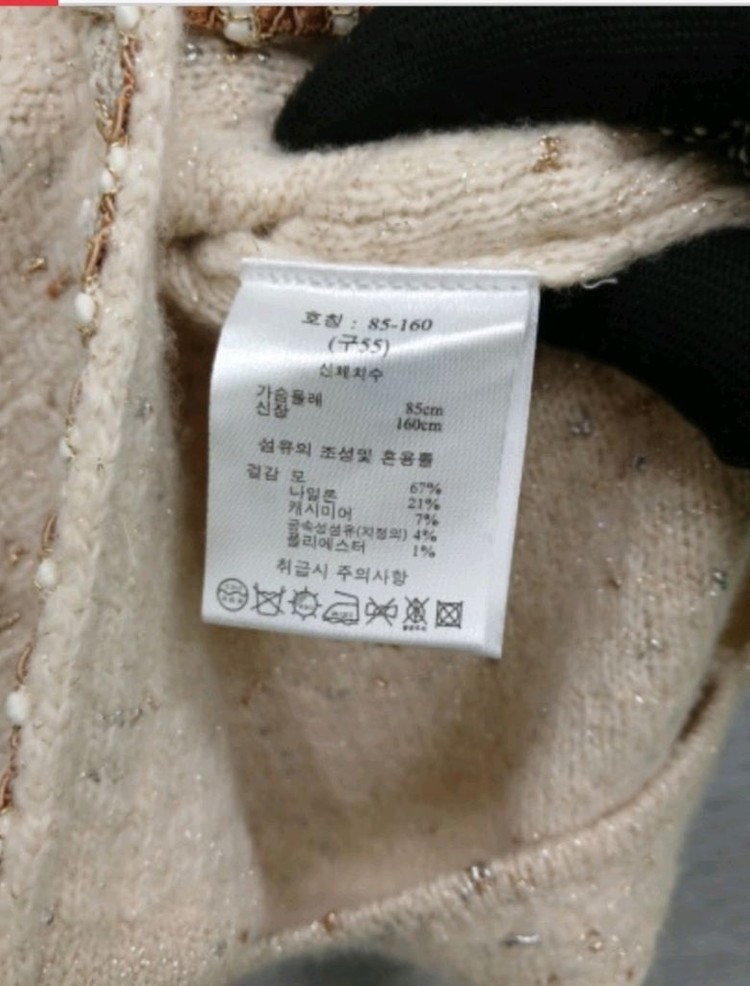 호칭 : 85-160
(구55)
신체치수
가슴둘레 85cm
신장 160cm
섬유의 조성및 혼용률
겉감 모 67%
나일론 21%
캐시미어 7%
금속성섬유(지정외) 4%
폴리에스터 1%
취급시 주의사항